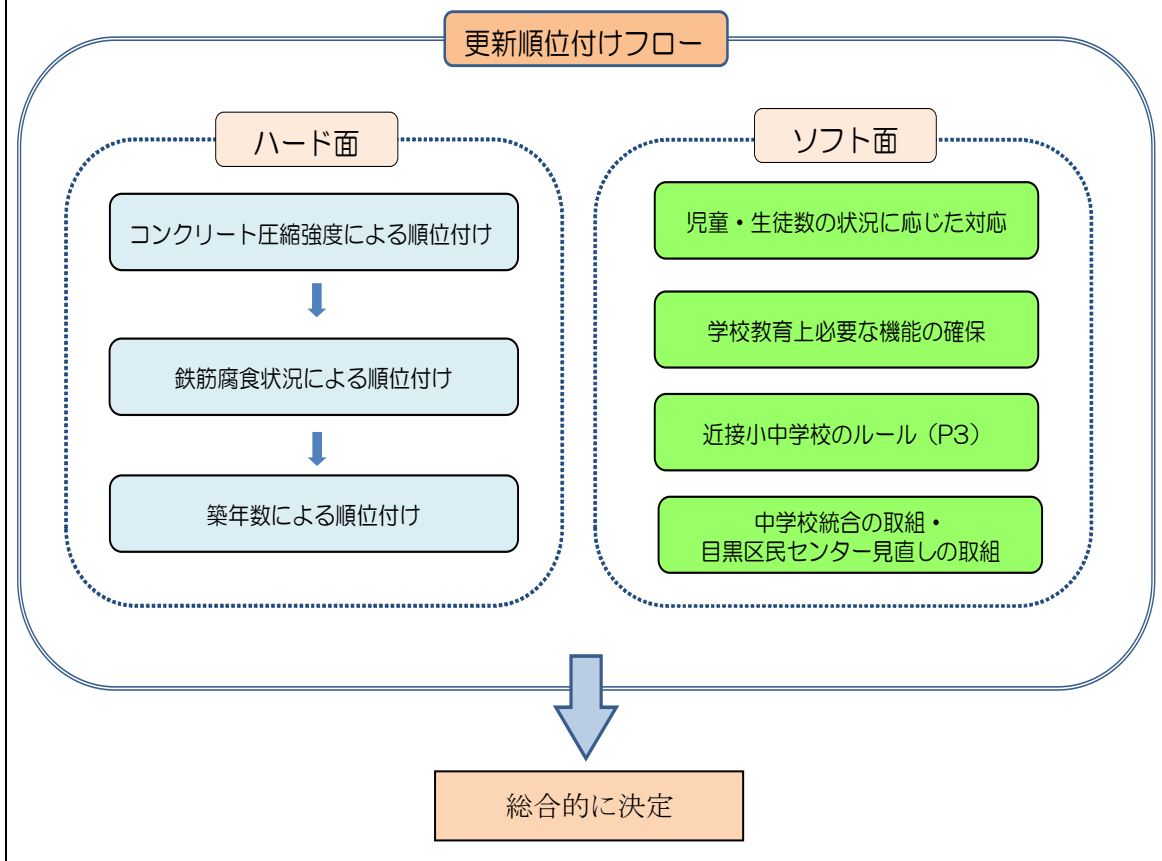 更新順位付けフロー
ハード面
コンクリート圧縮強度による順位付け
鉄筋腐食状況による順位付け
築年数による順位付け
ソフト面
児童・生徒数の状況に応じた対応
学校教育上必要な機能の確保
近接小中学校のルール（P3）
中学校統合の取組・
目黒区民センター見直しの取組
総合的に決定